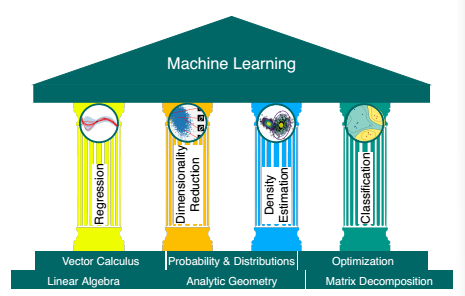 Machine Learning
Regression
Dimensionality
Reduction
Density
Estimation
Classification
Vector Calculus
Probability & Distributions
Optimization
Linear Algebra
Analytic Geometry
Matrix Decomposition